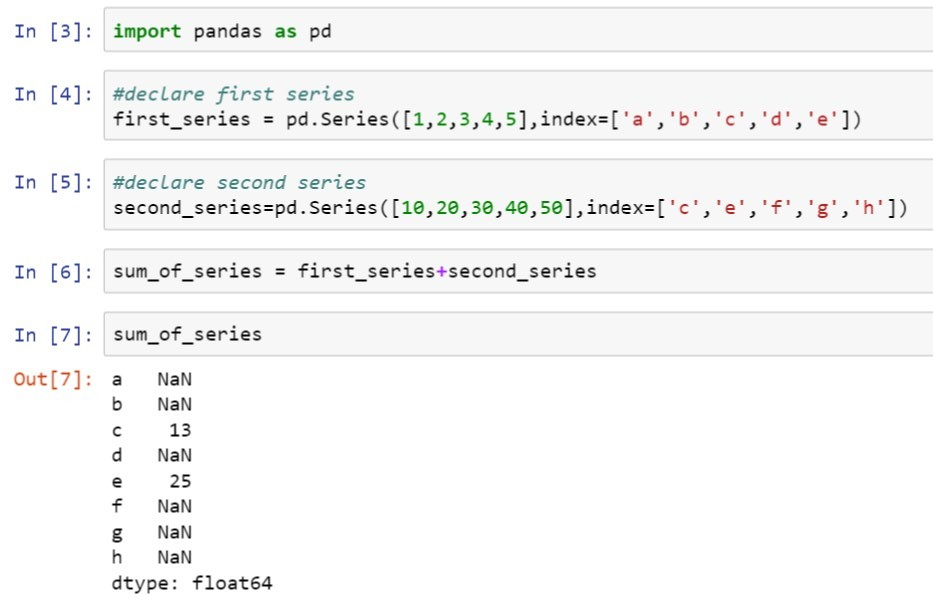 In [3]: import pandas as pd
In [4]: #declare first series
first_series = pd.Series([1,2,3,4,5],index=['a','b','c','d','e'])
In [5]: #declare second series
second_series=pd.Series([10,20,30,40,50],index=['c','e','f','g','h'])
In [6]: sum_of_series = first_series+second_series
In [7]: sum_of_series
Out[7]: a NaN
b NaN
c 13
d NaN
e 25
f NaN
g NaN
h NaN
dtype: float64